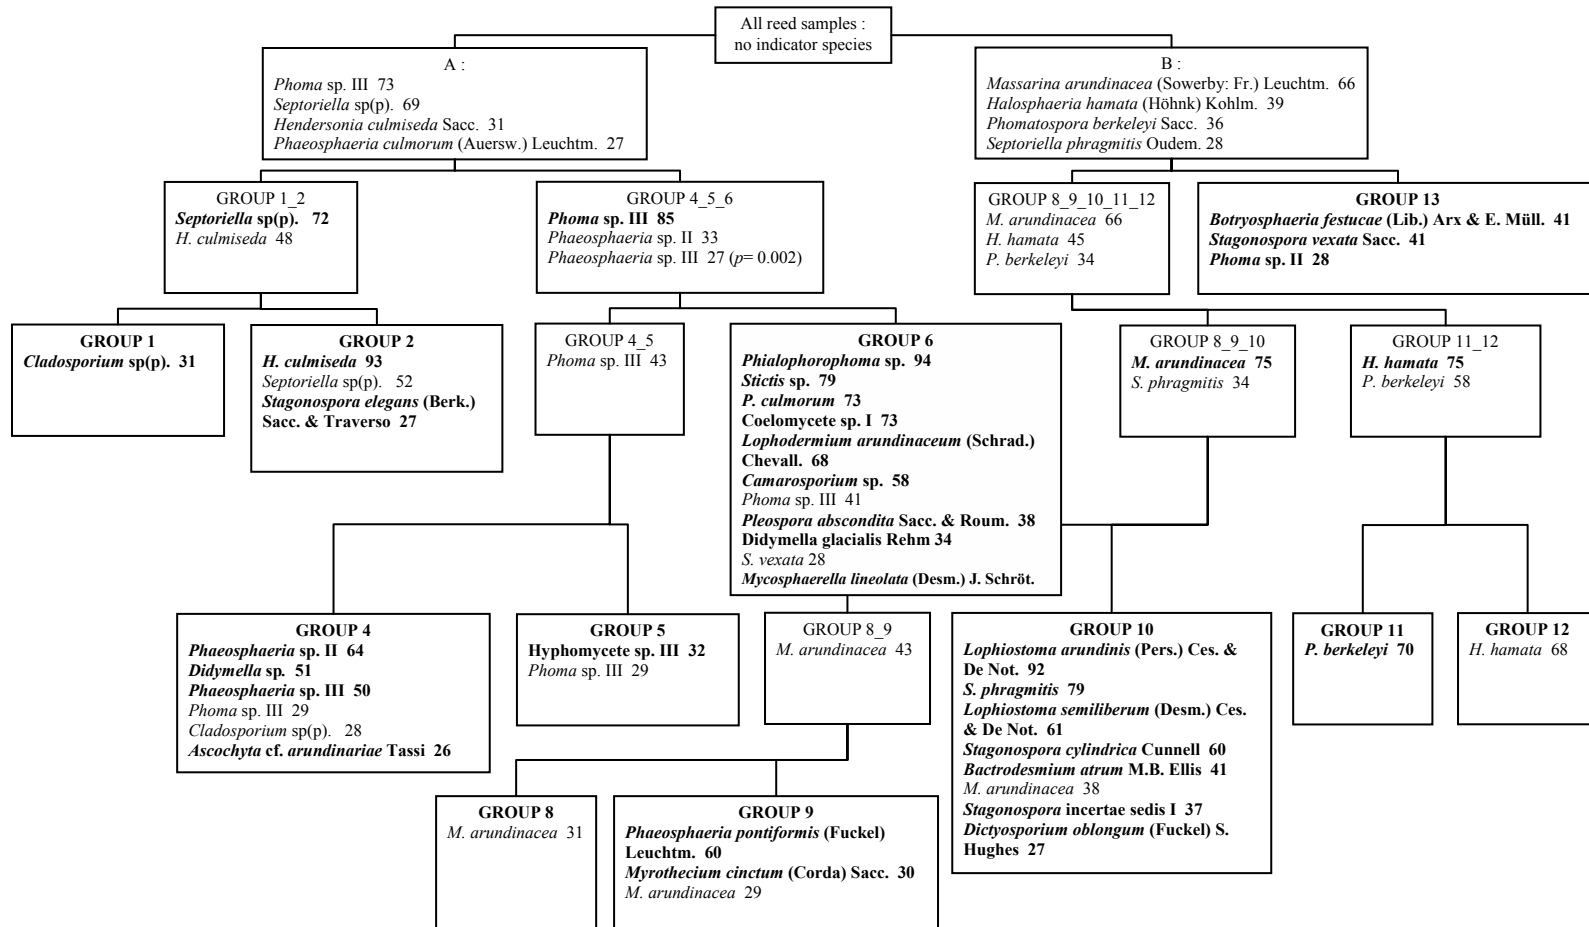 All reed samples :
no indicator species
A :
Phoma sp. III 73
Septoriella sp(p). 69
Hendersonia culmiseda Sacc. 31
Phaeosphaeria culmorum (Auersw.) Leuchtm. 27
B :
Massarina arundinacea (Sowerby: Fr.) Leuchtm. 66
Halosphaeria hamata (Höhnk) Kohlm. 39
Phomatospora berkeleyi Sacc. 36
Septoriella phragmitis Oudem. 28
GROUP 1_2
Septoriella sp(p). 72
H. culmiseda 48
GROUP 4_5_6
Phoma sp. III 85
Phaeosphaeria sp. II 33
Phaeosphaeria sp. III 27 (p= 0.002)
GROUP 8_9_10_11_12
M. arundinacea 66
H. hamata 45
P. berkeleyi 34
GROUP 13
Botryosphaeria festucae (Lib.) Arx & E. Müll. 41
Stagonospora vexata Sacc. 41
Phoma sp. II 28
GROUP 1
Cladosporium sp(p). 31
GROUP 2
H. culmiseda 93
Septoriella sp(p). 52
Stagonospora elegans (Berk.)
Sacc. & Traverso 27
GROUP 4_5
Phoma sp. III 43
GROUP 6
Phialophorophoma sp. 94
Stictis sp. 79
P. culmorum 73
Coelomycete sp. I 73
Lophodermium arundinaceum (Schrad.)
Chevall. 68
Camarosporium sp. 58
Phoma sp. III 41
Pleospora abscondita Sacc. & Roum. 38
Didymella glacialis Rehm 34
S. vexata 28
Mycosphaerella lineolata (Desm.) J. Schröt.
GROUP 8_9_10
M. arundinacea 75
S. phragmitis 34
GROUP 11_12
H. hamata 75
P. berkeleyi 58
GROUP 4
Phaeosphaeria sp. II 64
Didymella sp. 51
Phaeosphaeria sp. III 50
Phoma sp. III 29
Cladosporium sp(p). 28
Ascochyta cf. arundinariae Tassi 26
GROUP 5
Hyphomycete sp. III 32
Phoma sp. III 29
GROUP 8_9
M. arundinacea 43
GROUP 10
Lophiostoma arundinis (Pers.) Ces. &
De Not. 92
S. phragmitis 79
Lophiostoma semiliberum (Desm.) Ces.
& De Not. 61
Stagonospora cylindrica Cunnell 60
Bactrodesmium atrum M.B. Ellis 41
M. arundinacea 38
Stagonospora incertae sedis I 37
Dictyosporium oblongum (Fuckel) S.
Hughes 27
GROUP 11
P. berkeleyi 70
GROUP 12
H. hamata 68
GROUP 8
M. arundinacea 31
GROUP 9
Phaeosphaeria pontiformis (Fuckel)
Leuchtm. 60
Myrothecium cinctum (Corda) Sacc. 30
M. arundinacea 29